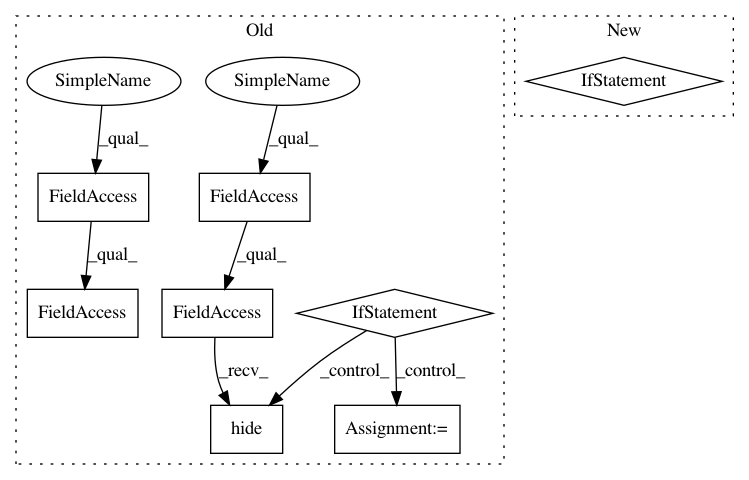 Old
New
SimpleName
SimpleName
IfStatement
_qual_
_qual_
FieldAccess
FieldAccess
_qual_
_qual_
FieldAccess
FieldAccess
IfStatement
_recv_
_control_
_control_
hide
Assignment:=